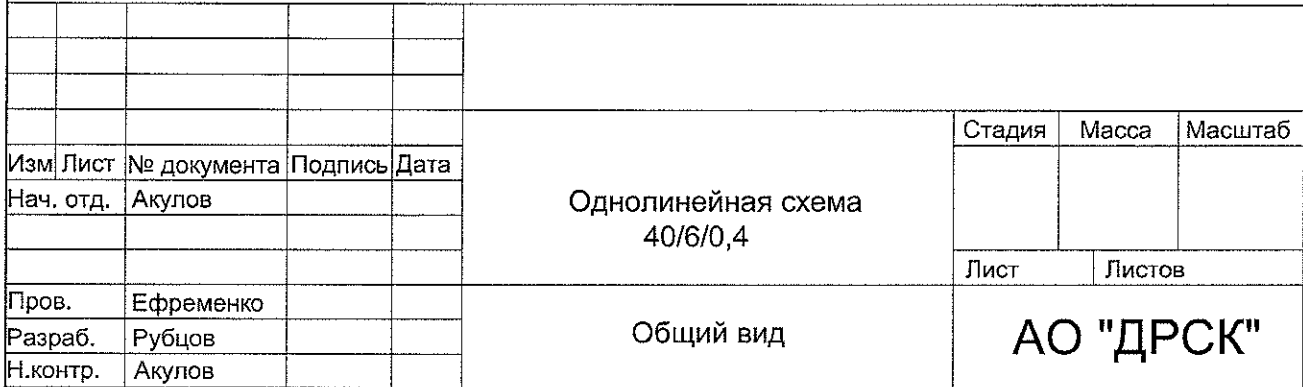 Стадия Масса Масштаб
Изм Лист № документа Подпись Дата
Нач. отд. Акулов
Однолинейная схема
40/6/0,4
Лист Листов
Пров. Ефременко
Разраб. Рубцов
Н.контр. Акулов
Общий вид
АО "ДРСК"